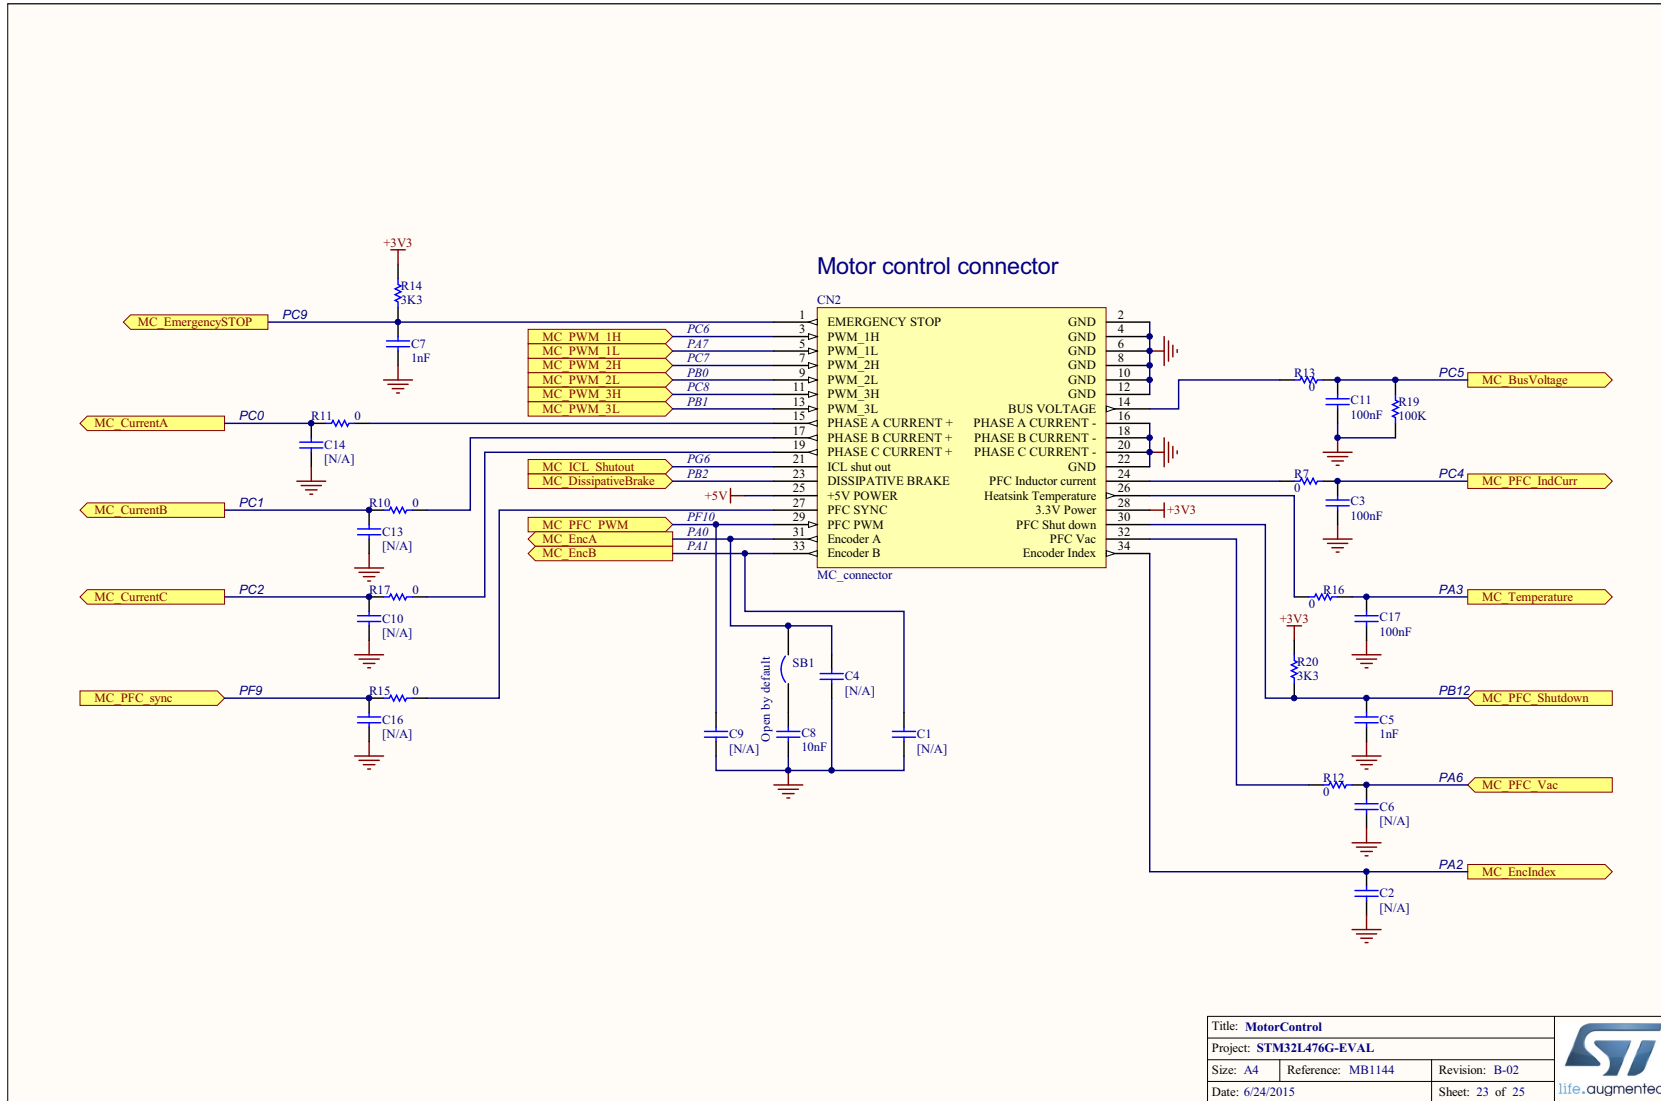 Motor control connector
CN2
+3V3
R14
3K3
MC_EmergencySTOP
PC9
C7
1nF
MC_PWM_1H
PC6
MC_PWM_1L
PA7
MC_PWM_2H
PC7
MC_PWM_2L
PB0
MC_PWM_3H
PC8
MC_PWM_3L
PB1
MC_CurrentA
PC0
R11
0
C14
[N/A]
MC_ICL_Shutout
PG6
MC_DissipativeBrake
PB2
+5V
MC_CurrentB
PC1
R10
0
C13
[N/A]
MC_PFC_PWM
PF10
MC_EncA
PA0
MC_EncB
PA1
MC_CurrentC
PC2
R17
0
C10
[N/A]
MC_PFC_sync
PF9
R15
0
C16
[N/A]
1 EMERGENCY STOP GND 2
3 PWM_1H GND 4
5 PWM_1L GND 6
7 PWM_2H GND 8
9 PWM_2L GND 10
11 PWM_3H GND 12
13 PWM_3L BUS VOLTAGE 14
15 PHASE A CURRENT + PHASE A CURRENT - 16
17 PHASE B CURRENT + PHASE B CURRENT - 18
19 PHASE C CURRENT + PHASE C CURRENT - 20
21 ICL shut out GND 22
23 DISSIPATIVE BRAKE PFC Inductor current 24
25 +5V POWER Heatsink Temperature 26
27 PFC SYNC 3.3V Power 28
29 PFC PWM PFC Shut down 30
31 Encoder A PFC Vac 32
33 Encoder B Encoder Index 34
MC_connector
Open by default
SB1
C4
[N/A]
C9
[N/A]
C8
10nF
C1
[N/A]
R13
0
PC5
MC_BusVoltage
C11
100nF
R19
100K
R7
0
PC4
MC_PFC_IndCurr
C3
100nF
+3V3
R16
0
PA3
MC_Temperature
C17
100nF
+3V3
R20
3K3
PB12
MC_PFC_Shutdown
C5
1nF
R12
0
PA6
MC_PFC_Vac
C6
[N/A]
PA2
MC_EncIndex
C2
[N/A]
Title: MotorControl
Project: STM32L476G-EVAL
Size: A4 Reference: MB1144 Revision: B-02
Date: 6/24/2015 Sheet: 23 of 25
ST
life.augmented